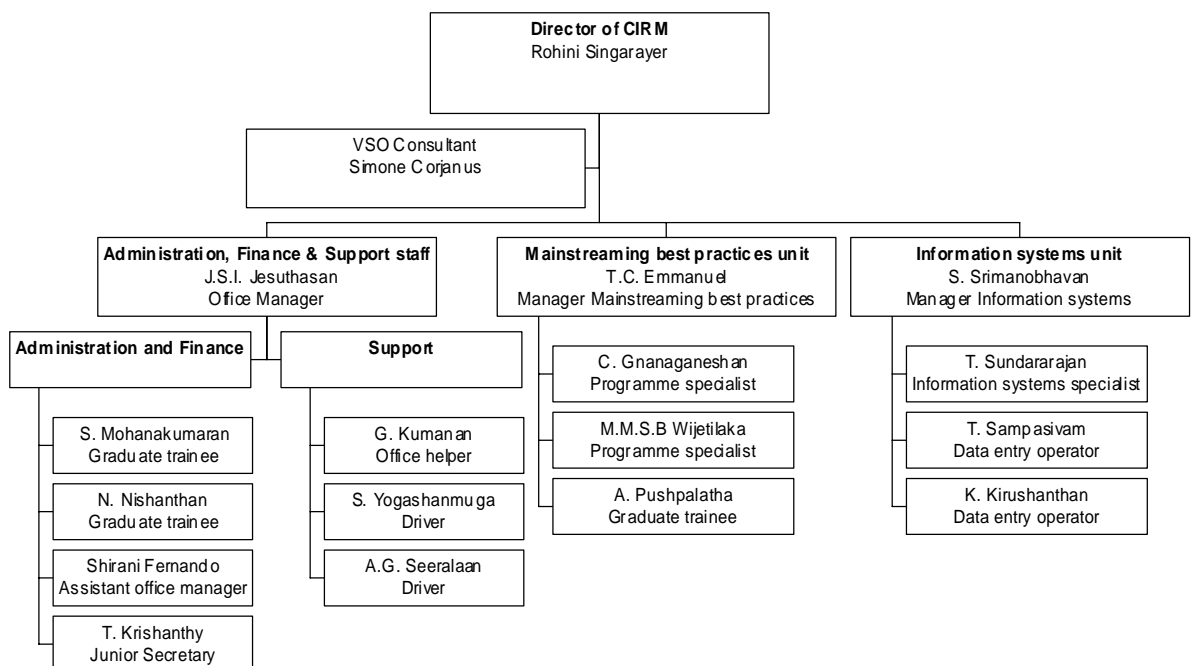 Director of CIRM
Rohini Singarayer
VSO Consultant
Simone Corjanus
Administration, Finance & Support staff
J.S.I. Jesuthasan
Office Manager
Mainstreaming best practices unit
T.C. Emmanuel
Manager Mainstreaming best practices
Information systems unit
S. Srimanobhavan
Manager Information systems
Administration and Finance
Support
S. Mohanakumaran
Graduate trainee
N. Nishanthan
Graduate trainee
Shirani Fernando
Assistant office manager
T. Krishanthy
Junior Secretary
G. Kumanan
Office helper
S. Yogashanmuga
Driver
A.G. Seeralaan
Driver
C. Gnanaganeshan
Programme specialist
M.M.S.B Wijetilaka
Programme specialist
A. Pushpalatha
Graduate trainee
T. Sundararajan
Information systems specialist
T. Sampasivam
Data entry operator
K. Kirushanthan
Data entry operator